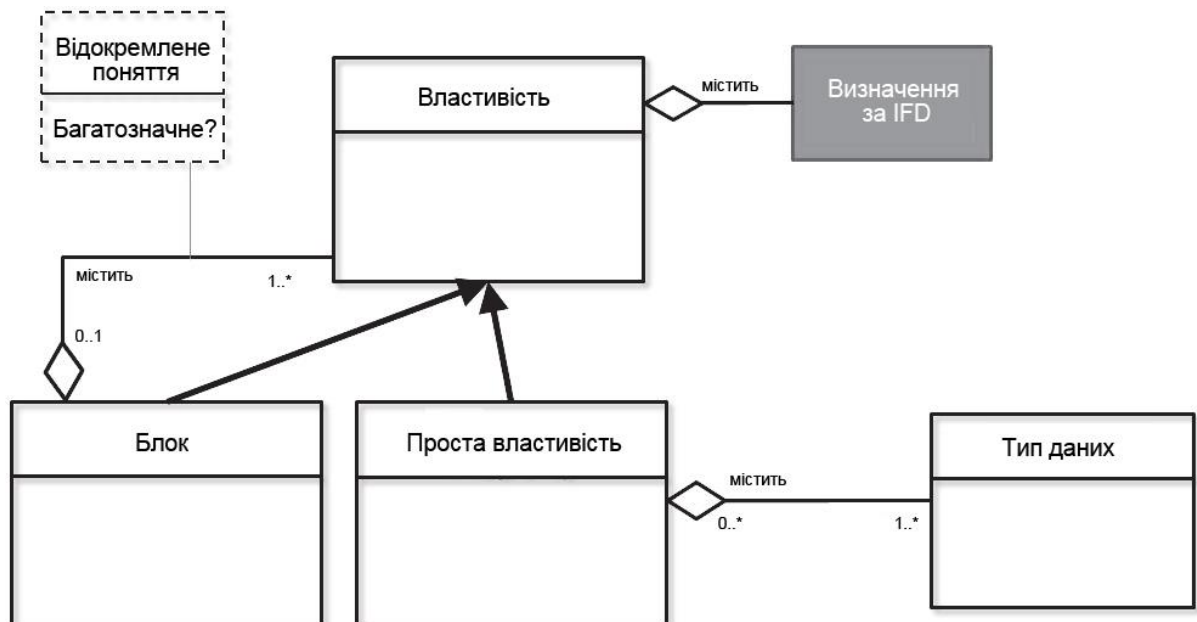 Відокремлене
поняття
Багатозначне?
Властивість
містить
Визначення
за IFD
містить
1..*
0..1
Блок
Проста властивість
Тип даних
містить
0..*
1..*